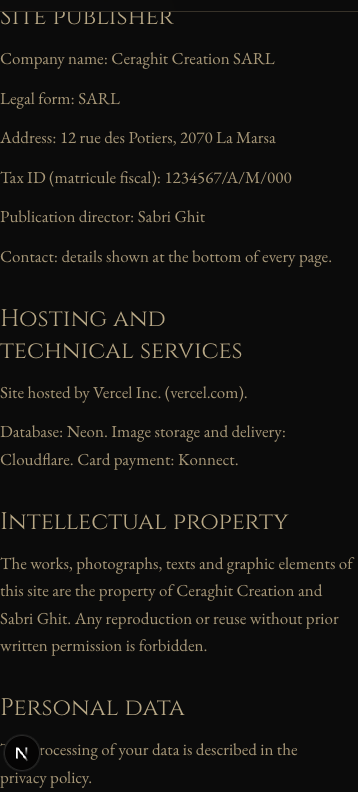 SITE PUBLISHER
Company name: Ceraghit Creation SARL
Legal form: SARL
Address: 12 rue des Potiers, 2070 La Marsa
Tax ID (matricule fiscal): 1234567/A/M/000
Publication director: Sabri Ghit
Contact: details shown at the bottom of every page.
Hosting and
technical services
Site hosted by Vercel Inc. (vercel.com).
Database: Neon. Image storage and delivery:
Cloudflare. Card payment: Konnect.
Intellectual property
The works, photographs, texts and graphic elements of
this site are the property of Ceraghit Creation and
Sabri Ghit. Any reproduction or reuse without prior
written permission is forbidden.
Personal data
N
processing of your data is described in the
privacy policy.